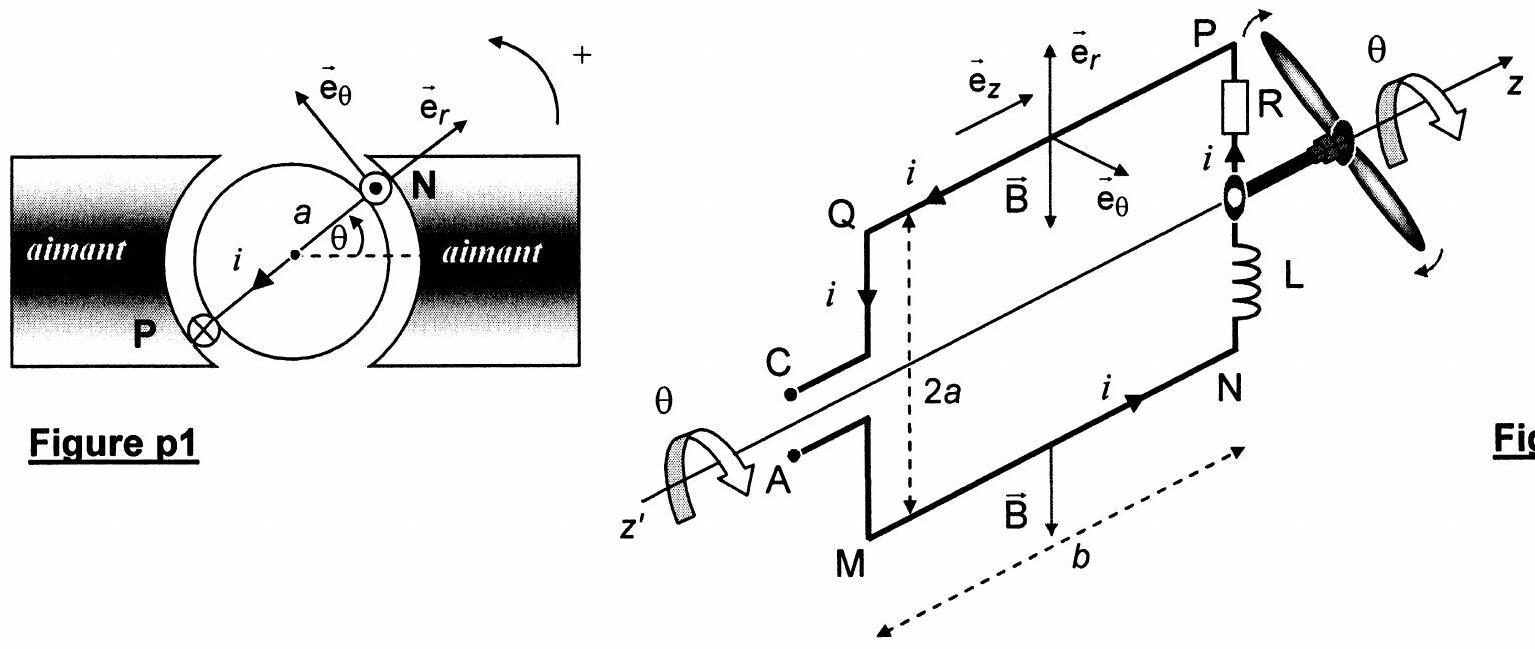 +
e⃗θ
e⃗r
N
a
θ
i
aimant
aimant
P
Figure p1
P
θ
e⃗r
e⃗z
R
z
i
i
B⃗
e⃗θ
Q
i
L
C
2a
i
N
θ
A
B⃗
z'
M
b
Fig